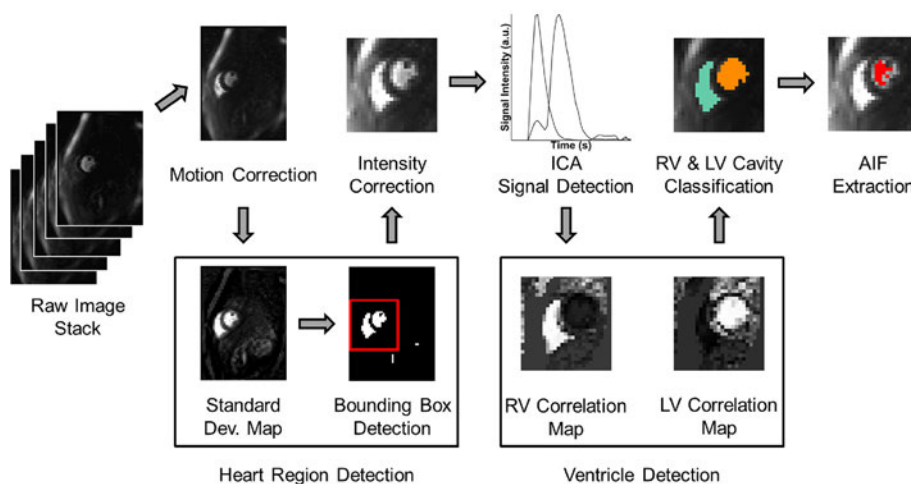 Raw Image
Stack
Motion Correction
Standard
Dev. Map
Bounding Box
Detection
Heart Region Detection
Intensity
Correction
Signal Intensity (a.u.)
Time (s)
ICA
Signal Detection
RV Correlation
Map
LV Correlation
Map
Ventricle Detection
RV & LV Cavity
Classification
AIF
Extraction